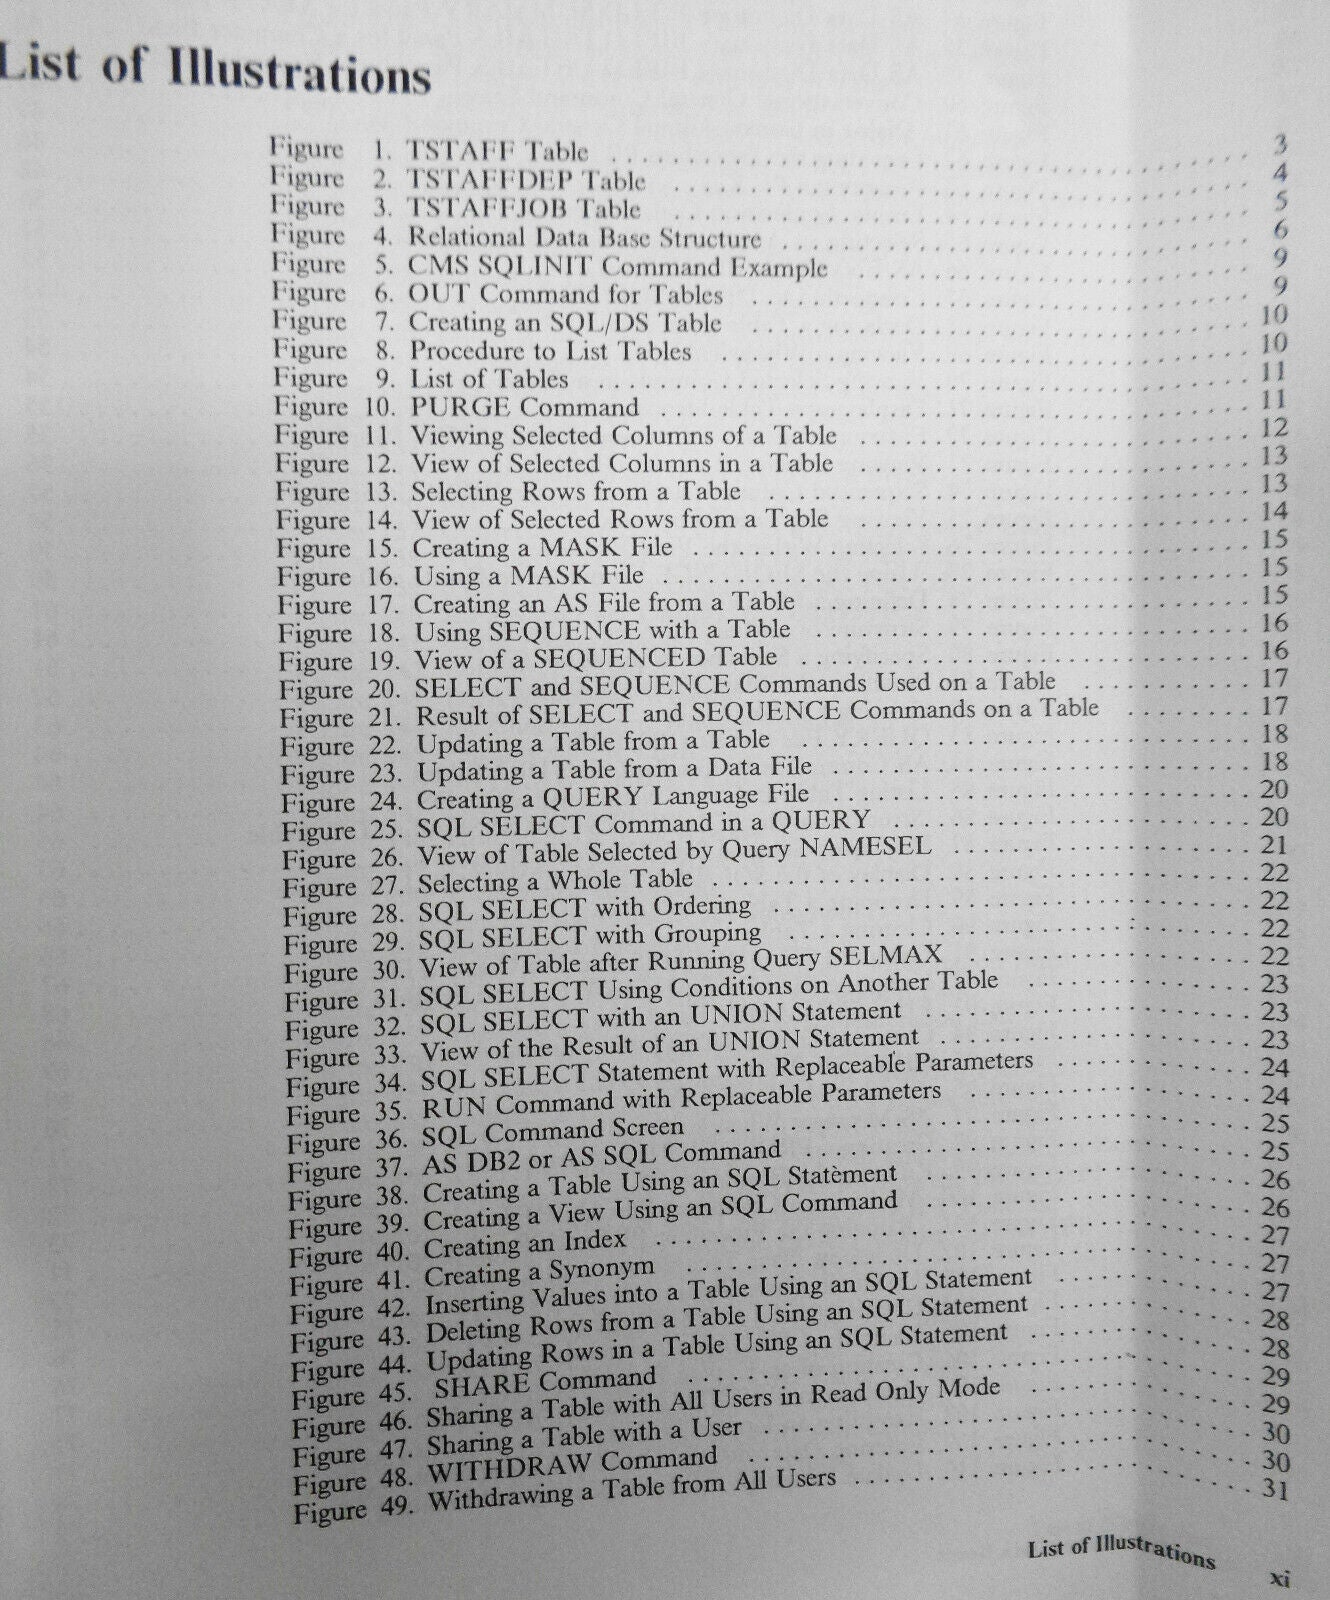 List of Illustrations
Figure 1. TSTAFF Table . . . . . . . . . . 3
Figure 2. TSTAFFDEP Table . . . . . . . . . . 4
Figure 3. TSTAFFJOB Table . . . . . . . . . . 5
Figure 4. Relational Data Base Structure . . . . . . . . . . 6
Figure 5. CMS SQLINIT Command Example . . . . . . . . . . 9
Figure 6. OUT Command for Tables . . . . . . . . . . 9
Figure 7. Creating an SQL/DS Table . . . . . . . . . . 10
Figure 8. Procedure to List Tables . . . . . . . . . . 10
Figure 9. List of Tables . . . . . . . . . . 11
Figure 10. PURGE Command . . . . . . . . . . 11
Figure 11. Viewing Selected Columns of a Table . . . . . . . . . . 12
Figure 12. View of Selected Columns in a Table . . . . . . . . . . 13
Figure 13. Selecting Rows from a Table . . . . . . . . . . 13
Figure 14. View of Selected Rows from a Table . . . . . . . . . . 14
Figure 15. Creating a MASK File . . . . . . . . . . 15
Figure 16. Using a MASK File . . . . . . . . . . 15
Figure 17. Creating an AS File from a Table . . . . . . . . . . 15
Figure 18. Using SEQUENCE with a Table . . . . . . . . . . 16
Figure 19. View of a SEQUENCED Table . . . . . . . . . . 16
Figure 20. SELECT and SEQUENCE Commands Used on a Table . . . . . . . . . . 17
Figure 21. Result of SELECT and SEQUENCE Commands on a Table . . . . . . . . 17
Figure 22. Updating a Table from a Table . . . . . . . . . . 18
Figure 23. Updating a Table from a Data File . . . . . . . . . . 18
Figure 24. Creating a QUERY Language File . . . . . . . . . . 20
Figure 25. SQL SELECT Command in a QUERY . . . . . . . . . . 20
Figure 26. View of Table Selected by Query NAMESEL . . . . . . . . . . 21
Figure 27. Selecting a Whole Table . . . . . . . . . . 22
Figure 28. SQL SELECT with Ordering . . . . . . . . . . 22
Figure 29. SQL SELECT with Grouping . . . . . . . . . . 22
Figure 30. View of Table after Running Query SELMAX . . . . . . . . . . 22
Figure 31. SQL SELECT Using Conditions on Another Table . . . . . . . . . . 23
Figure 32. SQL SELECT with an UNION Statement . . . . . . . . . . 23
Figure 33. View of the Result of an UNION Statement . . . . . . . . . . 23
Figure 34. SQL SELECT Statement with Replaceable Parameters . . . . . . . . . . 24
Figure 35. RUN Command with Replaceable Parameters . . . . . . . . . . 24
Figure 36. SQL Command Screen . . . . . . . . . . 25
Figure 37. AS DB2 or AS SQL Command . . . . . . . . . . 25
Figure 38. Creating a Table Using an SQL Statement . . . . . . . . . . 26
Figure 39. Creating a View Using an SQL Command . . . . . . . . . . 26
Figure 40. Creating an Index . . . . . . . . . . 27
Figure 41. Creating a Synonym . . . . . . . . . . 27
Figure 42. Inserting Values into a Table Using an SQL Statement . . . . . . . . . . 27
Figure 43. Deleting Rows from a Table Using an SQL Statement . . . . . . . . . . 28
Figure 44. Updating Rows in a Table Using an SQL Statement . . . . . . . . . . 28
Figure 45. SHARE Command . . . . . . . . . . 29
Figure 46. Sharing a Table with All Users in Read Only Mode . . . . . . . . . . 29
Figure 47. Sharing a Table with a User . . . . . . . . . . 30
Figure 48. WITHDRAW Command . . . . . . . . . . 30
Figure 49. Withdrawing a Table from All Users . . . . . . . . . . 31
List of Illustrations
xi